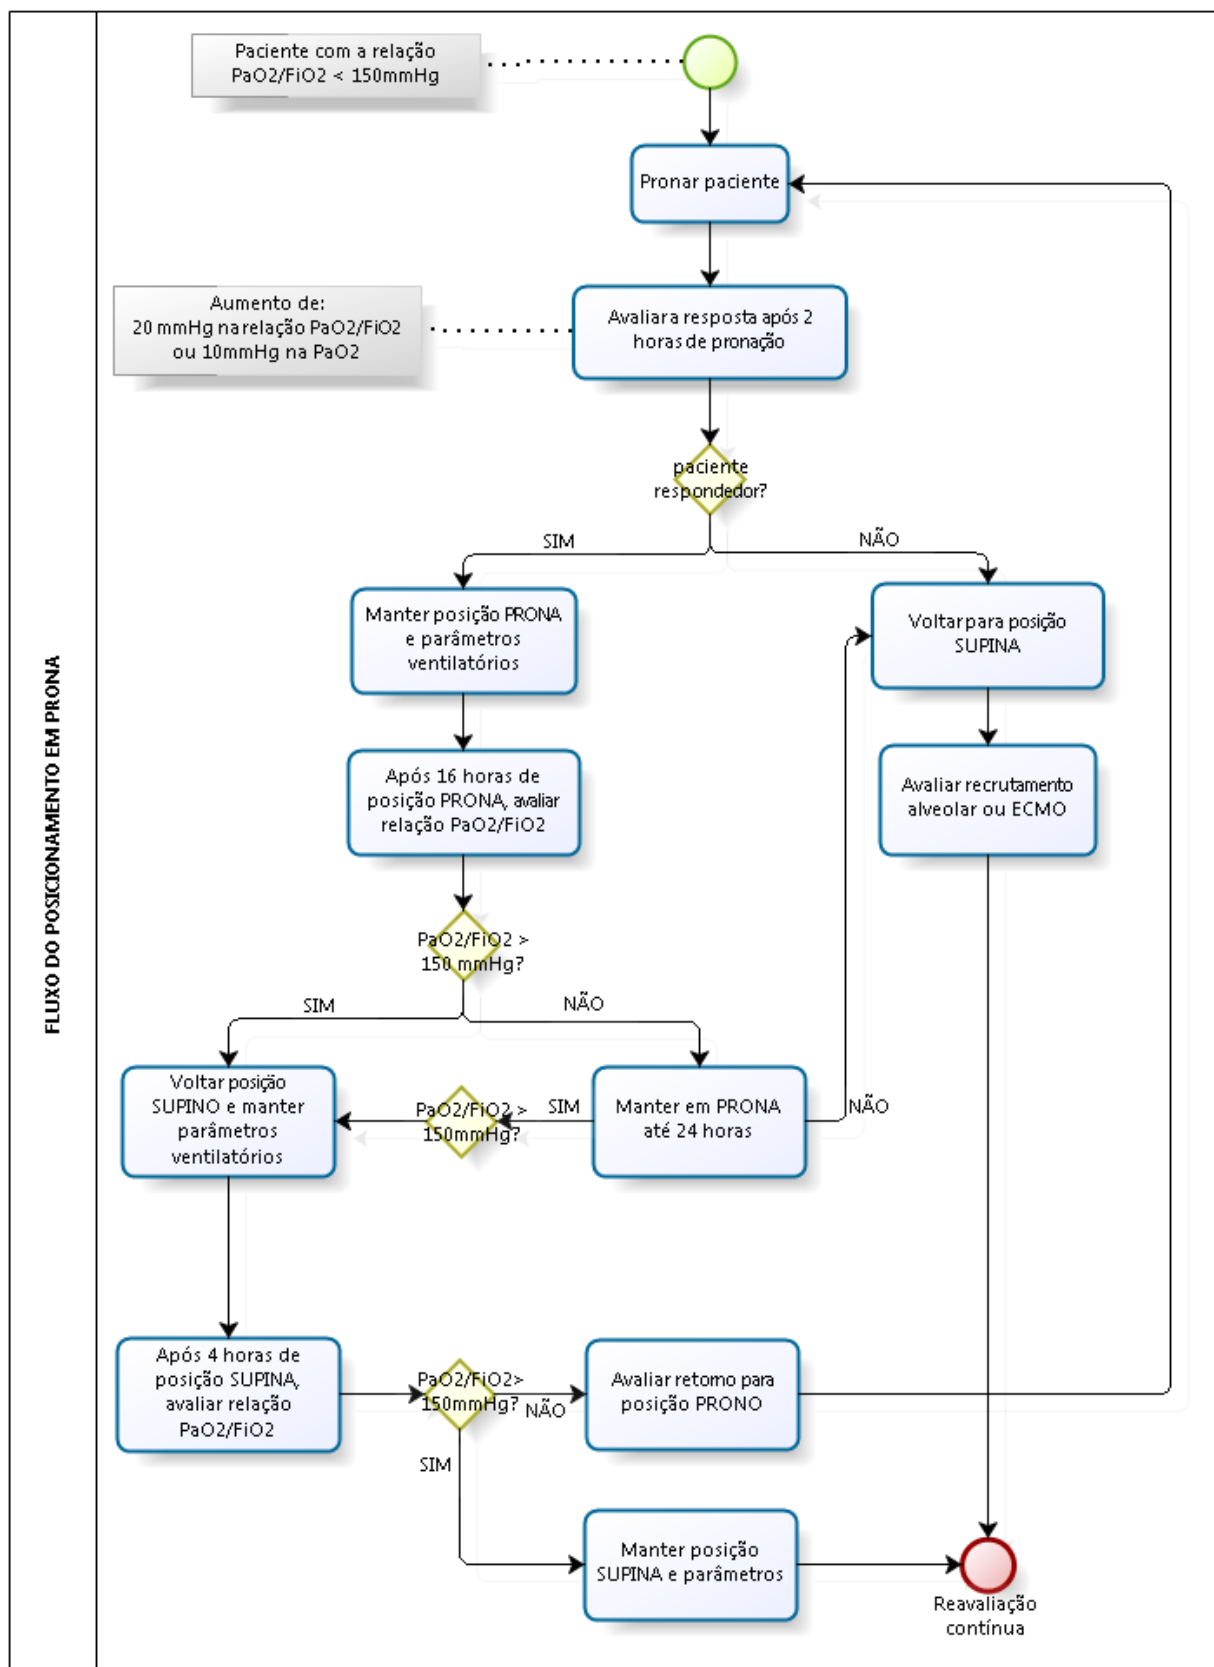 FLUXO DO POSICIONAMENTO EM PRONA
Paciente com a relação
PaO2/FiO2 < 150mmHg
Pronar paciente
Aumento de:
20 mmHg na relação PaO2/FiO2
ou 10mmHg na PaO2
Avaliar a resposta após 2
horas de pronação
paciente
respondedor?
SIM
NÃO
Manter posição PRONA
e parâmetros
ventilatórios
Voltar para posição
SUPINA
Após 16 horas de
posição PRONA, avaliar
relação PaO2/FiO2
Avaliar recrutamento
alveolar ou ECMO
PaO2/FiO2 >
150 mmHg?
SIM
NÃO
Voltar posição
SUPINO e manter
parâmetros
ventilatórios
PaO2/FiO2 >
150mmHg?
SIM
Manter em PRONA
até 24 horas
NÃO
Após 4 horas de
posição SUPINA,
avaliar relação
PaO2/FiO2
PaO2/FiO2>
150mmHg?
NÃO
Avaliar retorno para
posição PRONO
SIM
Manter posição
SUPINA e parâmetros
Reavaliação
contínua